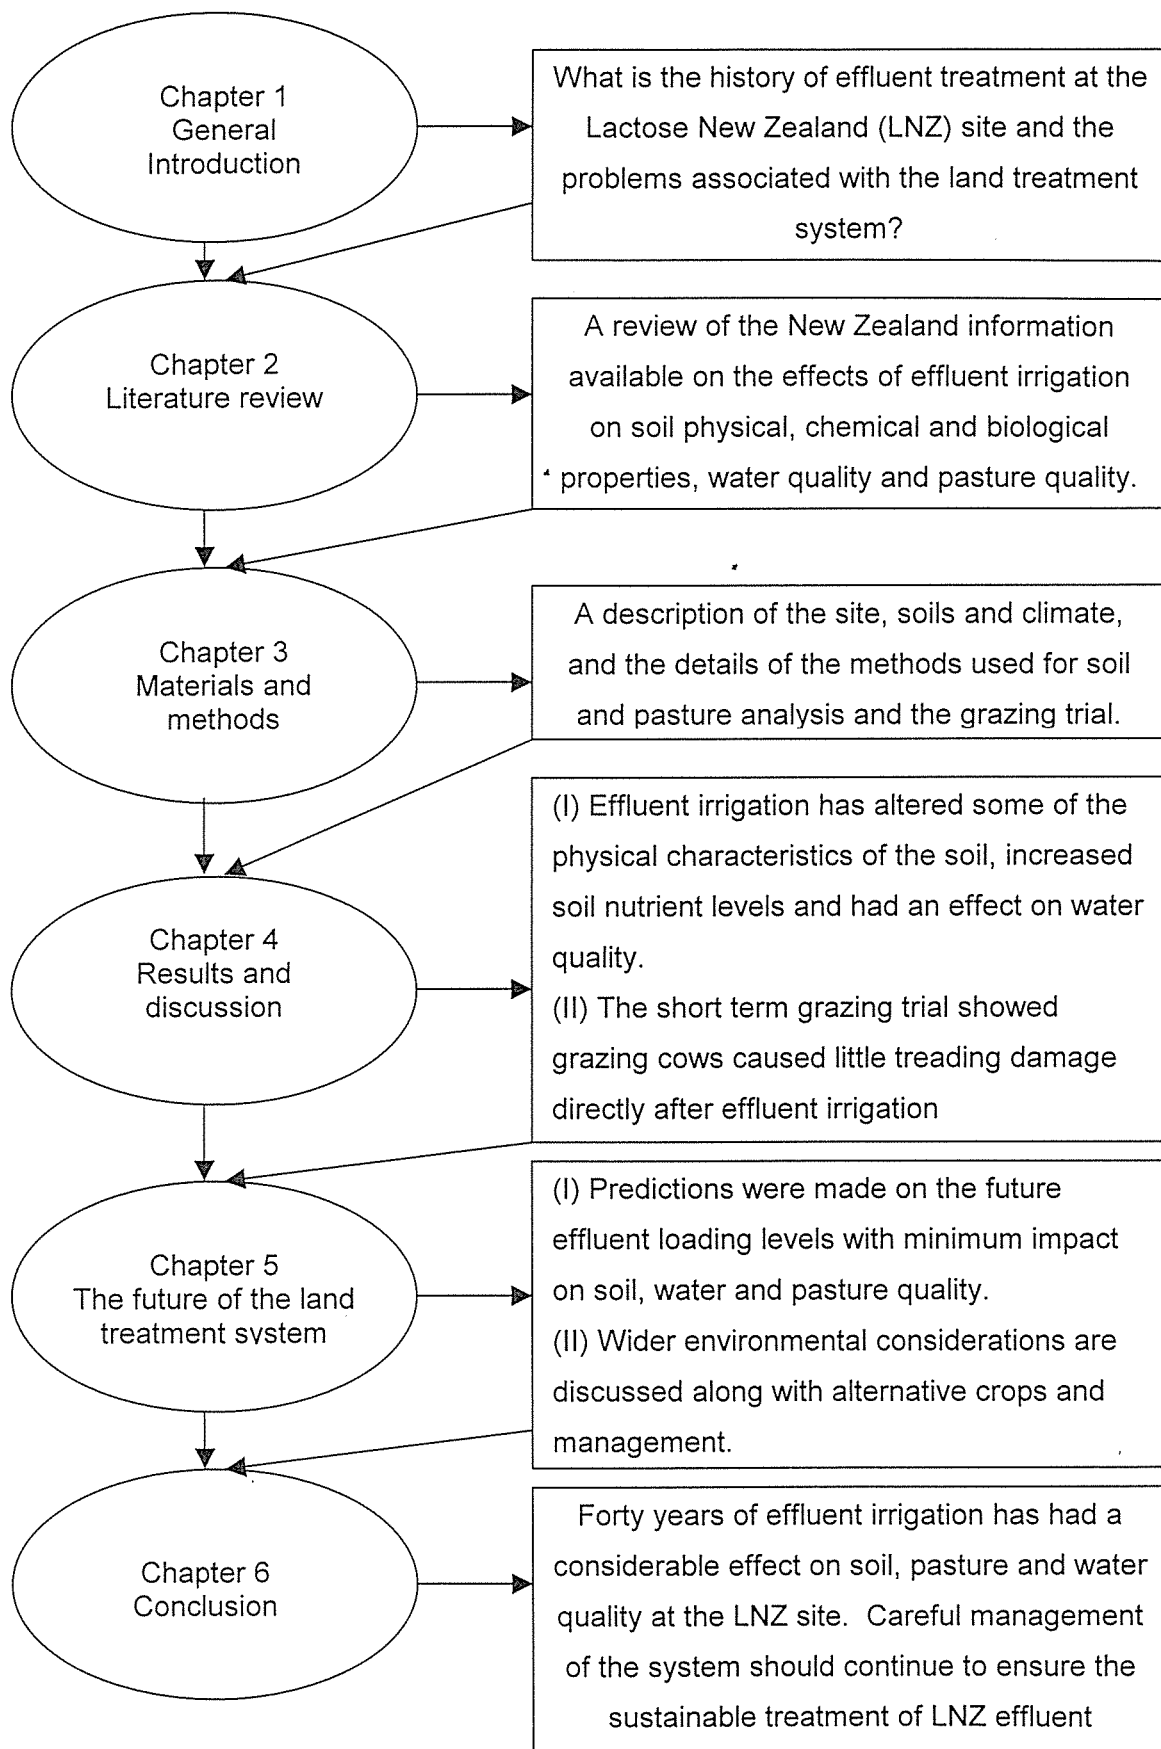 Chapter 1
General
Introduction
What is the history of effluent treatment at the
Lactose New Zealand (LNZ) site and the
problems associated with the land treatment
system?
Chapter 2
Literature review
A review of the New Zealand information
available on the effects of effluent irrigation
on soil physical, chemical and biological
properties, water quality and pasture quality.
Chapter 3
Materials and
methods
A description of the site, soils and climate,
and the details of the methods used for soil
and pasture analysis and the grazing trial.
Chapter 4
Results and
discussion
(I) Effluent irrigation has altered some of the
physical characteristics of the soil, increased
soil nutrient levels and had an effect on water
quality.
(II) The short term grazing trial showed
grazing cows caused little treading damage
directly after effluent irrigation
Chapter 5
The future of the land
treatment system
(I) Predictions were made on the future
effluent loading levels with minimum impact
on soil, water and pasture quality.
(II) Wider environmental considerations are
discussed along with alternative crops and
management.
Chapter 6
Conclusion
Forty years of effluent irrigation has had a
considerable effect on soil, pasture and water
quality at the LNZ site.  Careful management
of the system should continue to ensure the
sustainable treatment of LNZ effluent